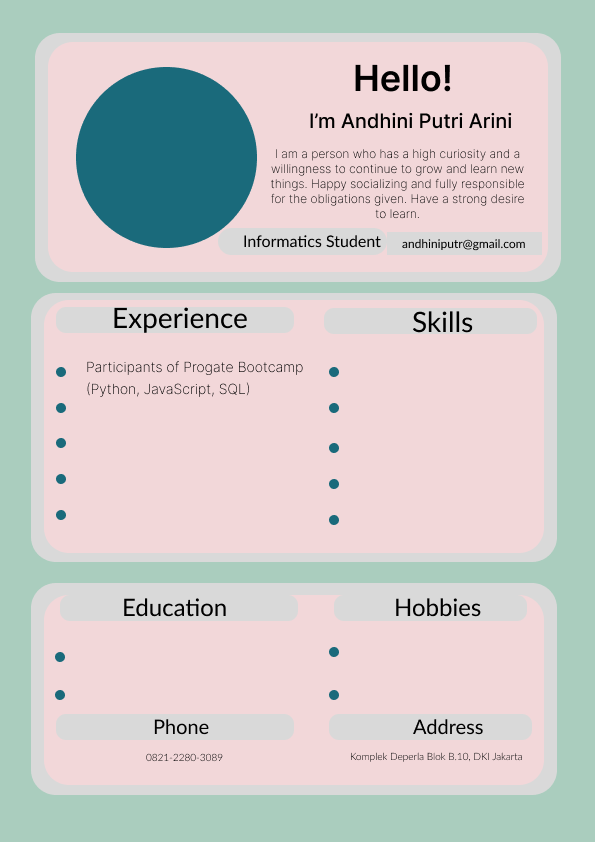 Hello!
I'm Andhini Putri Arini
I am a person who has a high curiosity and a
willingness to continue to grow and learn new
things. Happy socializing and fully responsible
for the obligations given. Have a strong desire
to learn.
Informatics Student
andhiniputr@gmail.com
Experience
Participants of Progate Bootcamp
(Python, JavaScript, SQL)
Skills
Education
Hobbies
Phone
0821-2280-3089
Address
Komplek Deperla Blok B.10, DKI Jakarta